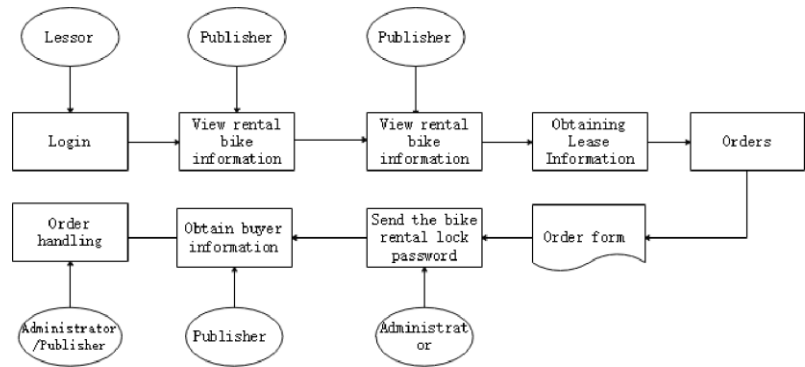 Lessor
Publisher
Publisher
Login
View rental
bike
information
View rental
bike
information
Obtaining
Lease
Information
Orders
Order
handling
Obtain buyer
information
Send the bike
rental lock
password
Order form
Administrator
/Publisher
Publisher
Administrat
or